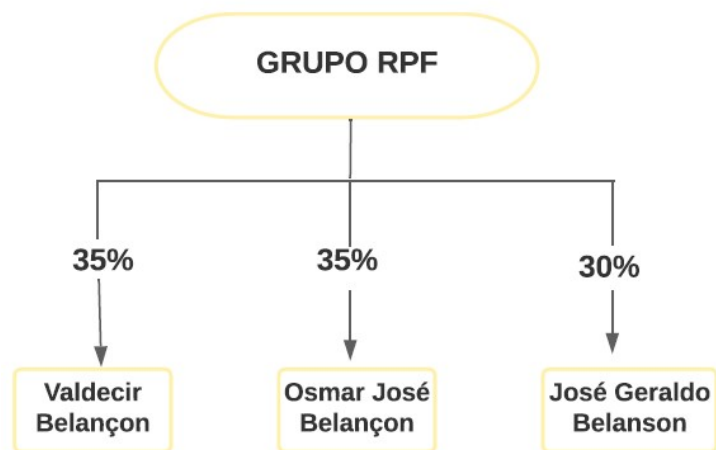 GRUPO RPF
35%
35%
30%
Valdecir
Belançon
Osmar José
Belançon
José Geraldo
Belanson